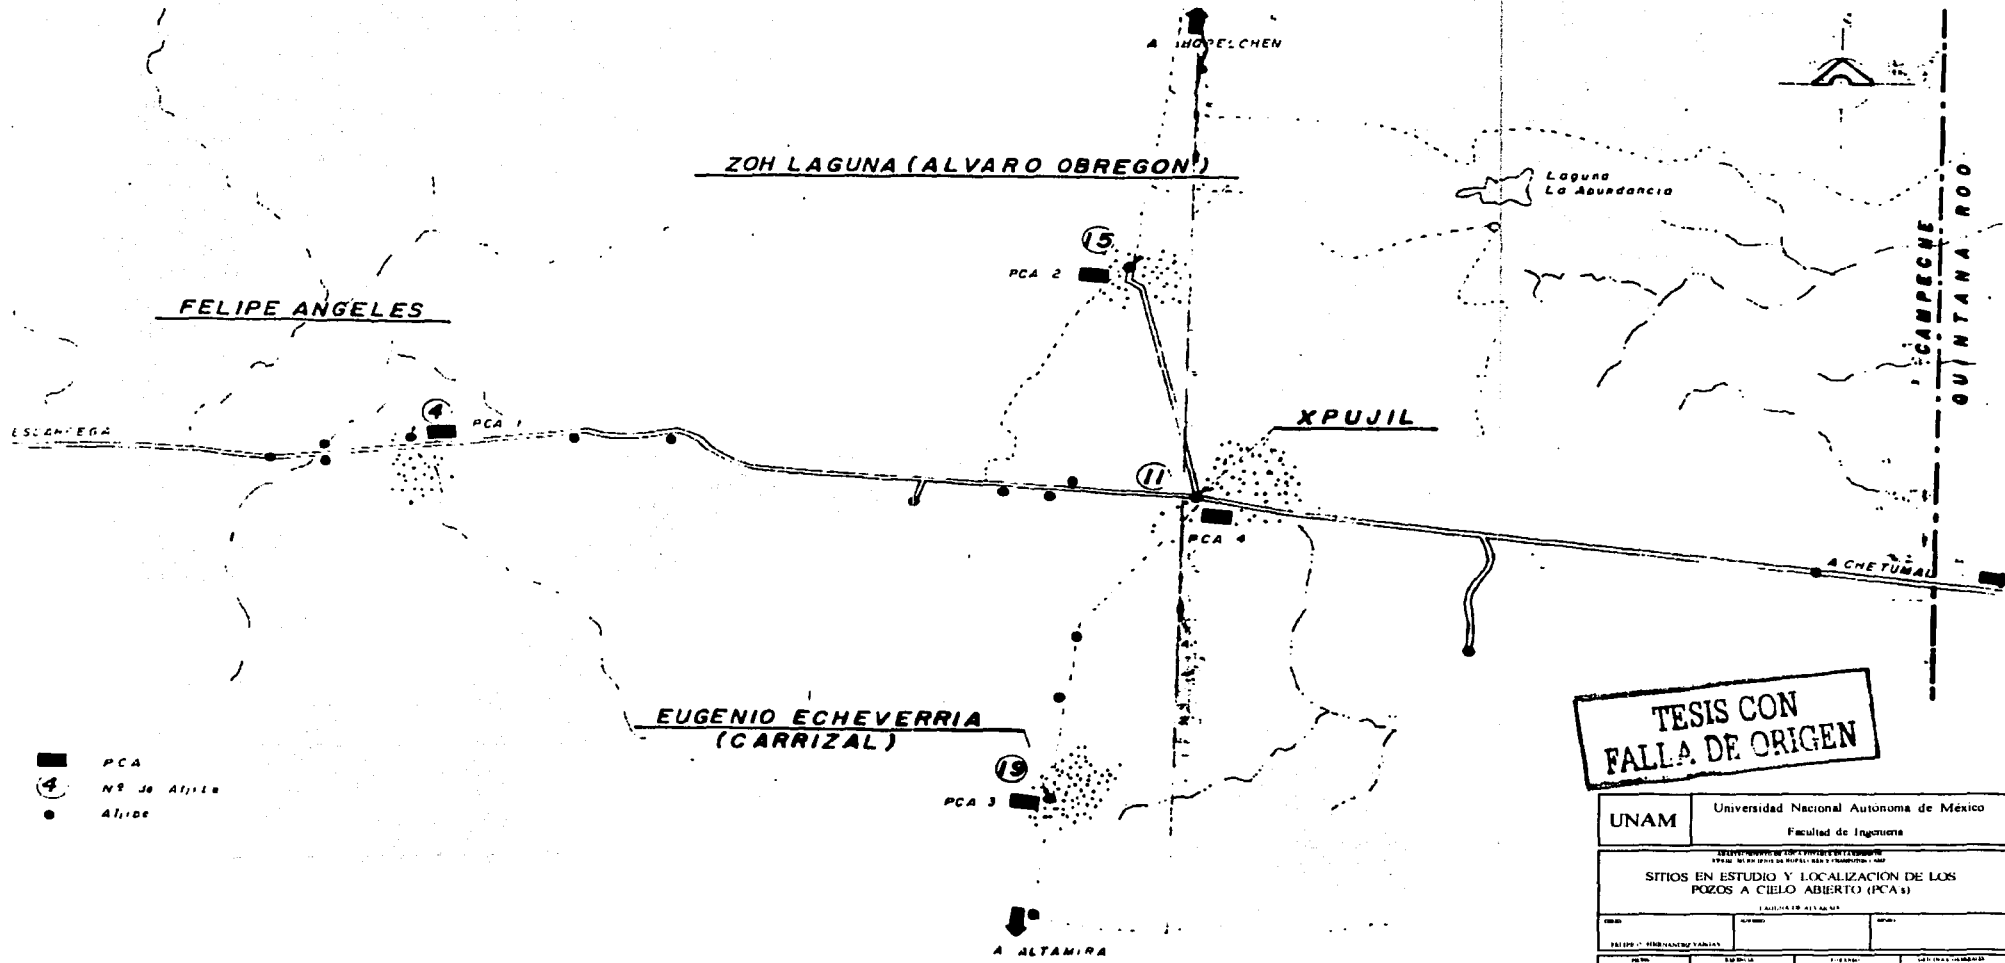 A HOPELCHEN
ZOH LAGUNA (ALVARO OBREGON)
Laguna
La Abundancia
CAMPECHE
QUINTANA ROO
15
PCA 2
FELIPE ANGELES
4
PCA 1
ESCARCEGA
XPUJIL
11
PCA 4
A CHETUMAL
EUGENIO ECHEVERRIA
(CARRIZAL)
19
PCA 3
A ALTAMIRA
PCA
4
Nº de Aljibe
Aljibe
TESIS CON
FALLA DE ORIGEN
UNAM
Universidad Nacional Autónoma de México
Facultad de Ingenieria
SITIOS EN ESTUDIO Y LOCALIZACION DE LOS
POZOS A CIELO ABIERTO (PCA's)